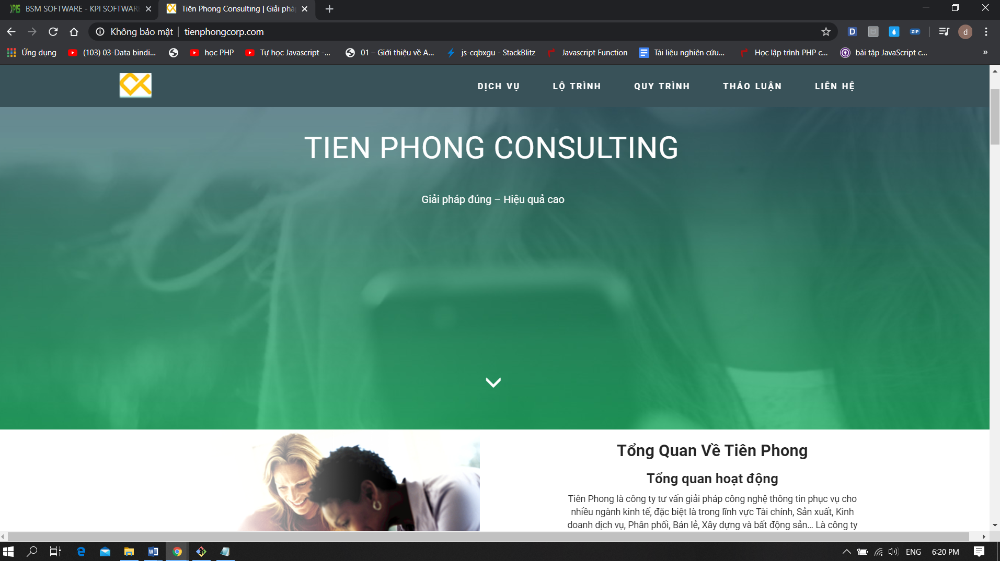 BSM SOFTWARE - KPI SOFTWAR
Tiên Phong Consulting | Giải phá
Không bảo mật
tienphongcorp.com
D
ZIP
d
Ứng dụng
(103) 03-Data bindi...
học PHP
Tự học Javascript -...
01 – Giới thiệu về A...
js-cqbxgu - StackBlitz
Javascript Function
Tài liệu nghiên cứu...
Học lập trình PHP c...
bài tập JavaScript c...
»
DỊCH VỤ
LỘ TRÌNH
QUY TRÌNH
THẢO LUẬN
LIÊN HỆ
TIEN PHONG CONSULTING
Giải pháp đúng – Hiệu quả cao
Tổng Quan Về Tiên Phong
Tổng quan hoạt động
Tiên Phong là công ty tư vấn giải pháp công nghệ thông tin phục vụ cho
nhiều ngành kinh tế, đặc biệt là trong lĩnh vực Tài chính, Sản xuất, Kinh
doanh dịch vụ, Phân phối, Bán lẻ, Xây dựng và bất động sản... Là công ty
ENG
6:20 PM